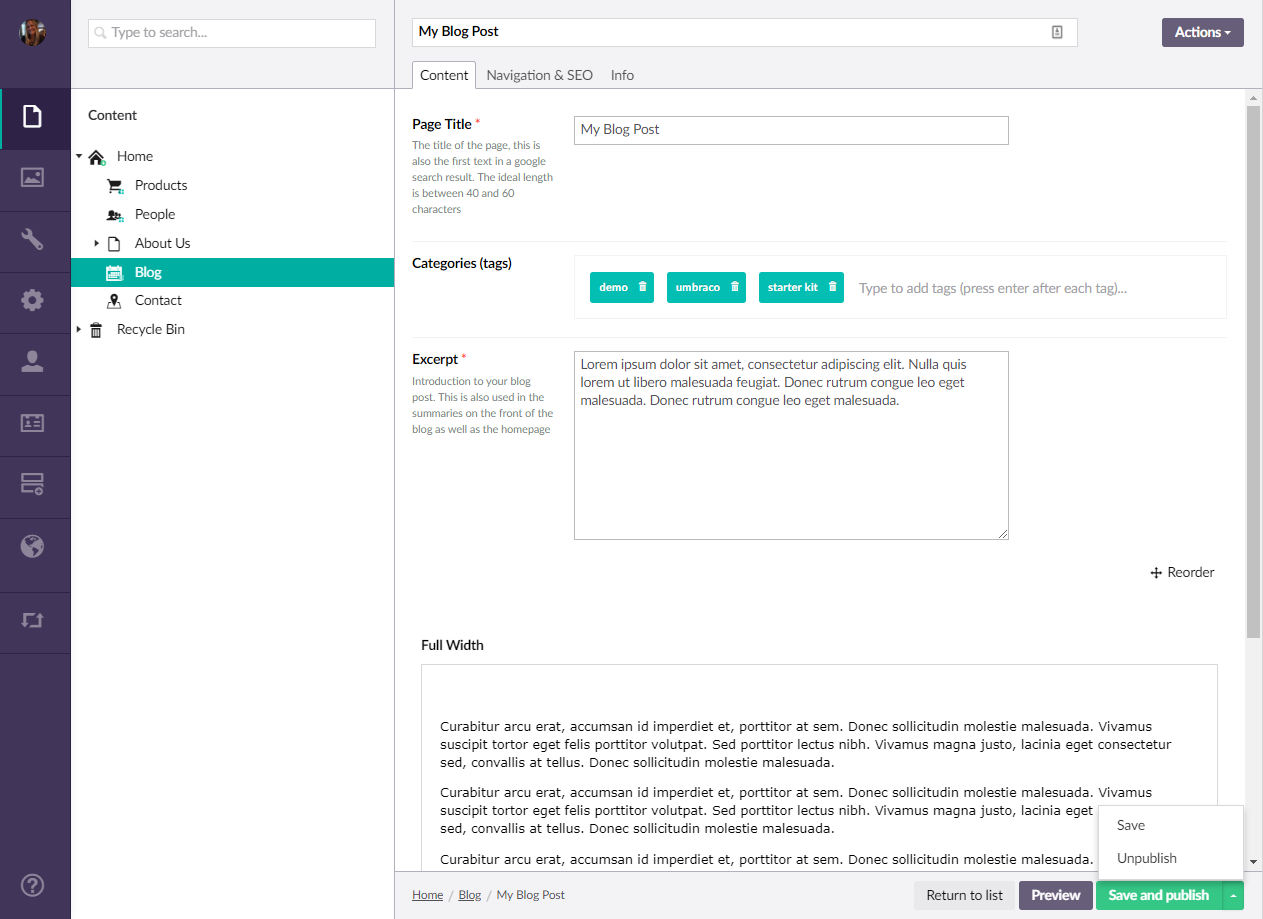 Type to search...
My Blog Post
Actions
Content
Navigation & SEO
Info
Content
Home
Products
People
About Us
Blog
Contact
Recycle Bin
Page Title *
The title of the page, this is
also the first text in a google
search result. The ideal length
is between 40 and 60
characters
My Blog Post
Categories (tags)
demo
umbraco
starter kit
Type to add tags (press enter after each tag)...
Excerpt *
Introduction to your blog
post. This is also used in the
summaries on the front of the
blog as well as the homepage
Lorem ipsum dolor sit amet, consectetur adipiscing elit. Nulla quis
lorem ut libero malesuada feugiat. Donec rutrum congue leo eget
malesuada. Donec rutrum congue leo eget malesuada.
Reorder
Full Width
Curabitur arcu erat, accumsan id imperdiet et, porttitor at sem. Donec sollicitudin molestie malesuada. Vivamus
suscipit tortor eget felis porttitor volutpat. Sed porttitor lectus nibh. Vivamus magna justo, lacinia eget consectetur
sed, convallis at tellus. Donec sollicitudin molestie malesuada.
Curabitur arcu erat, accumsan id imperdiet et, porttitor at sem. Donec sollicitudin molestie malesuada. Vivamus
suscipit tortor eget felis porttitor volutpat. Sed porttitor lectus nibh. Vivamus magna justo, lacinia eget
sed, convallis at tellus. Donec sollicitudin molestie malesuada.
Curabitur arcu erat, accumsan id imperdiet et, porttitor at sem. Donec sollicitudin molestie malesuada.
Save
Unpublish
Home / Blog / My Blog Post
Return to list
Preview
Save and publish